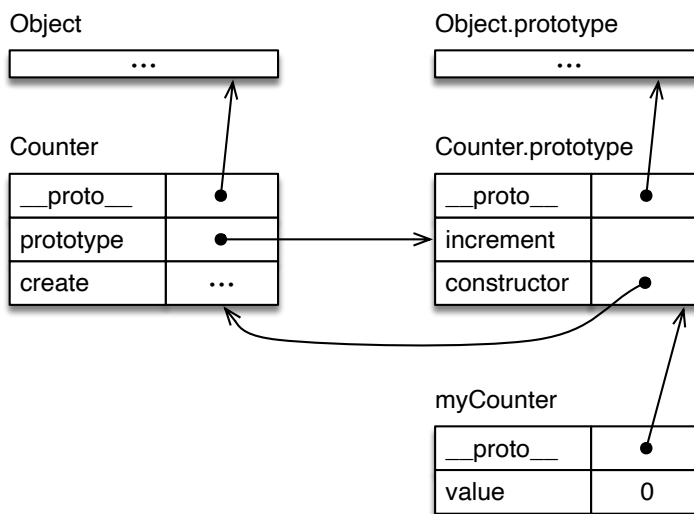 Object
Object.prototype
...
...
Counter
Counter.prototype
__proto__
__proto__
prototype
increment
create ...
constructor
myCounter
__proto__
value 0